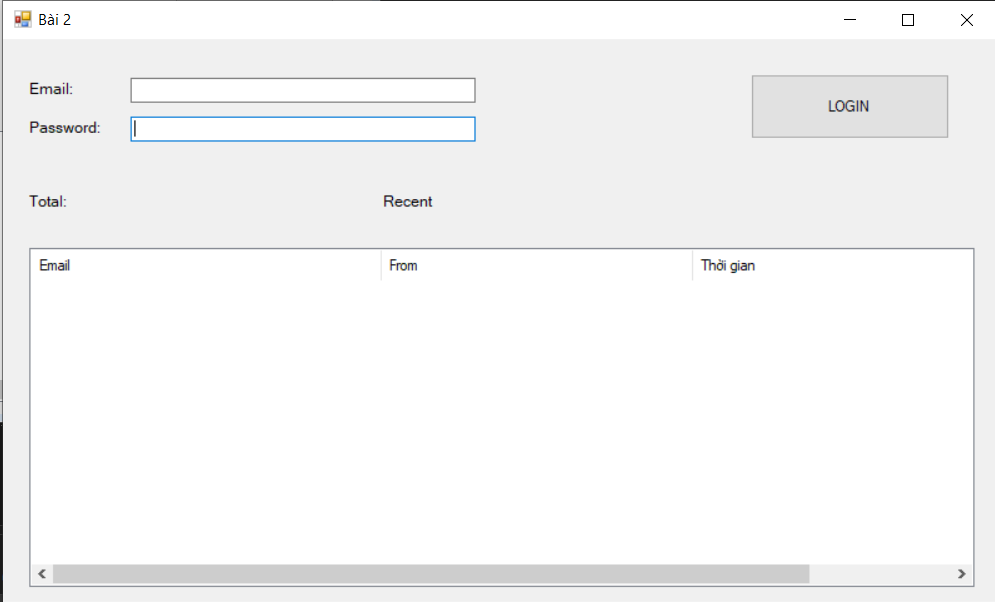 Bài 2
Email:
LOGIN
Password:
Total: Recent
Email From Thời gian